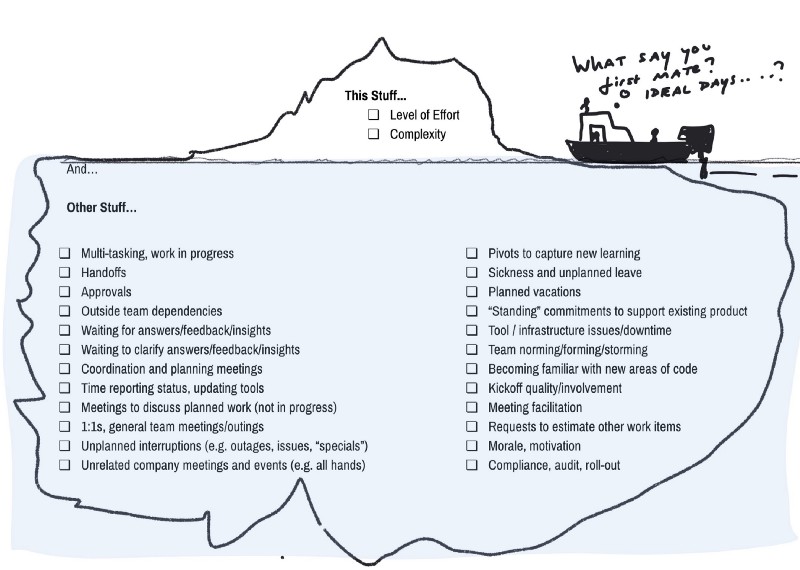 WHAT SAY YOU
first MATE?
IDEAL DAYS.....?
This Stuff...
❑ Level of Effort
❑ Complexity
And...
Other Stuff...
❑ Multi-tasking, work in progress
❑ Handoffs
❑ Approvals
❑ Outside team dependencies
❑ Waiting for answers/feedback/insights
❑ Waiting to clarify answers/feedback/insights
❑ Coordination and planning meetings
❑ Time reporting status, updating tools
❑ Meetings to discuss planned work (not in progress)
❑ 1:1s, general team meetings/outings
❑ Unplanned interruptions (e.g. outages, issues, “specials”)
❑ Unrelated company meetings and events (e.g. all hands)
❑ Pivots to capture new learning
❑ Sickness and unplanned leave
❑ Planned vacations
❑ “Standing” commitments to support existing product
❑ Tool / infrastructure issues/downtime
❑ Team norming/forming/storming
❑ Becoming familiar with new areas of code
❑ Kickoff quality/involvement
❑ Meeting facilitation
❑ Requests to estimate other work items
❑ Morale, motivation
❑ Compliance, audit, roll-out